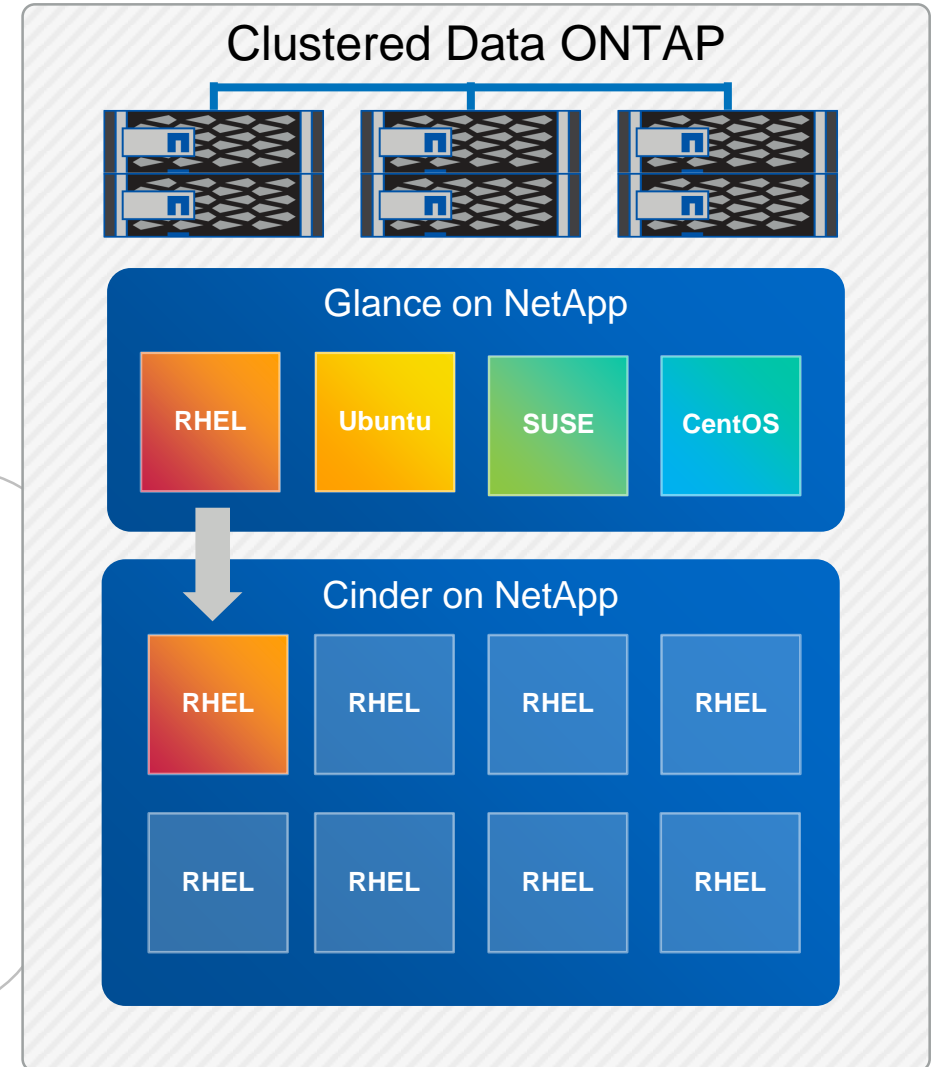 Clustered Data ONTAP
Glance on NetApp
RHEL Ubuntu SUSE CentOS
Cinder on NetApp
RHEL RHEL RHEL RHEL
RHEL RHEL RHEL RHEL